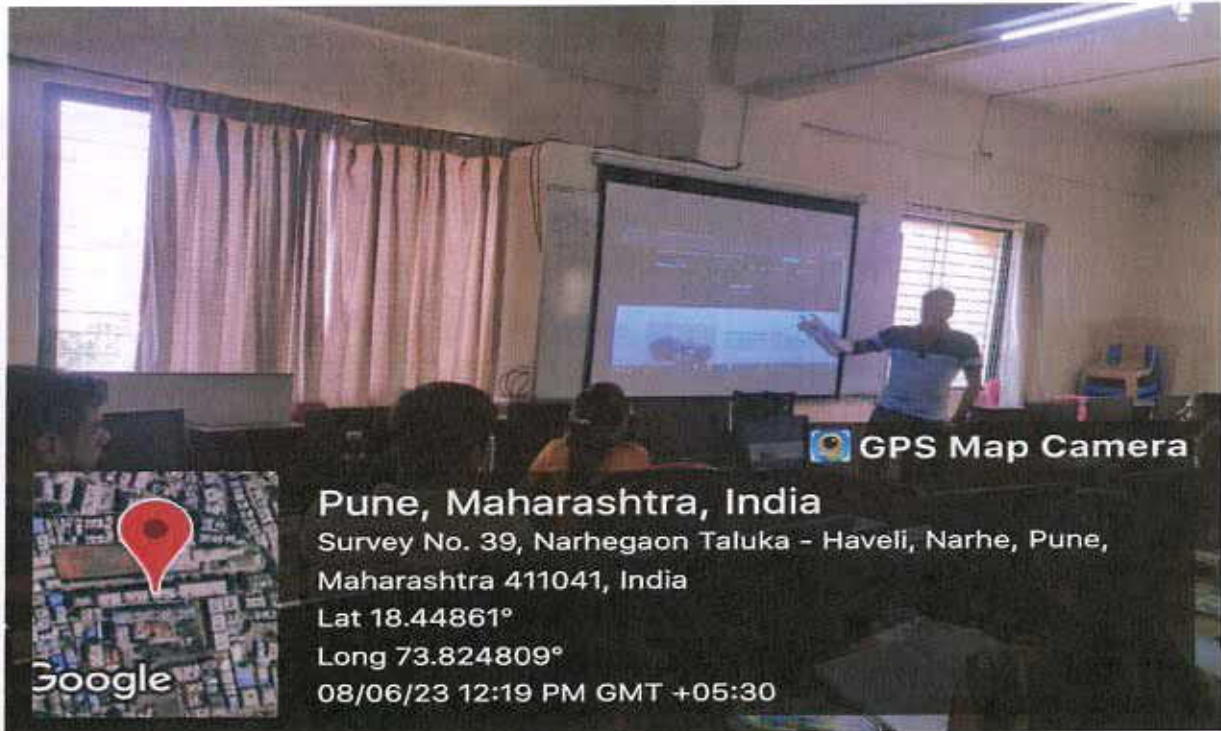 GPS Map Camera
Pune, Maharashtra, India
Survey No. 39, Narhegaon Taluka - Haveli, Narhe, Pune,
Maharashtra 411041, India
Lat 18.44861°
Long 73.824809°
08/06/23 12:19 PM GMT +05:30
Google